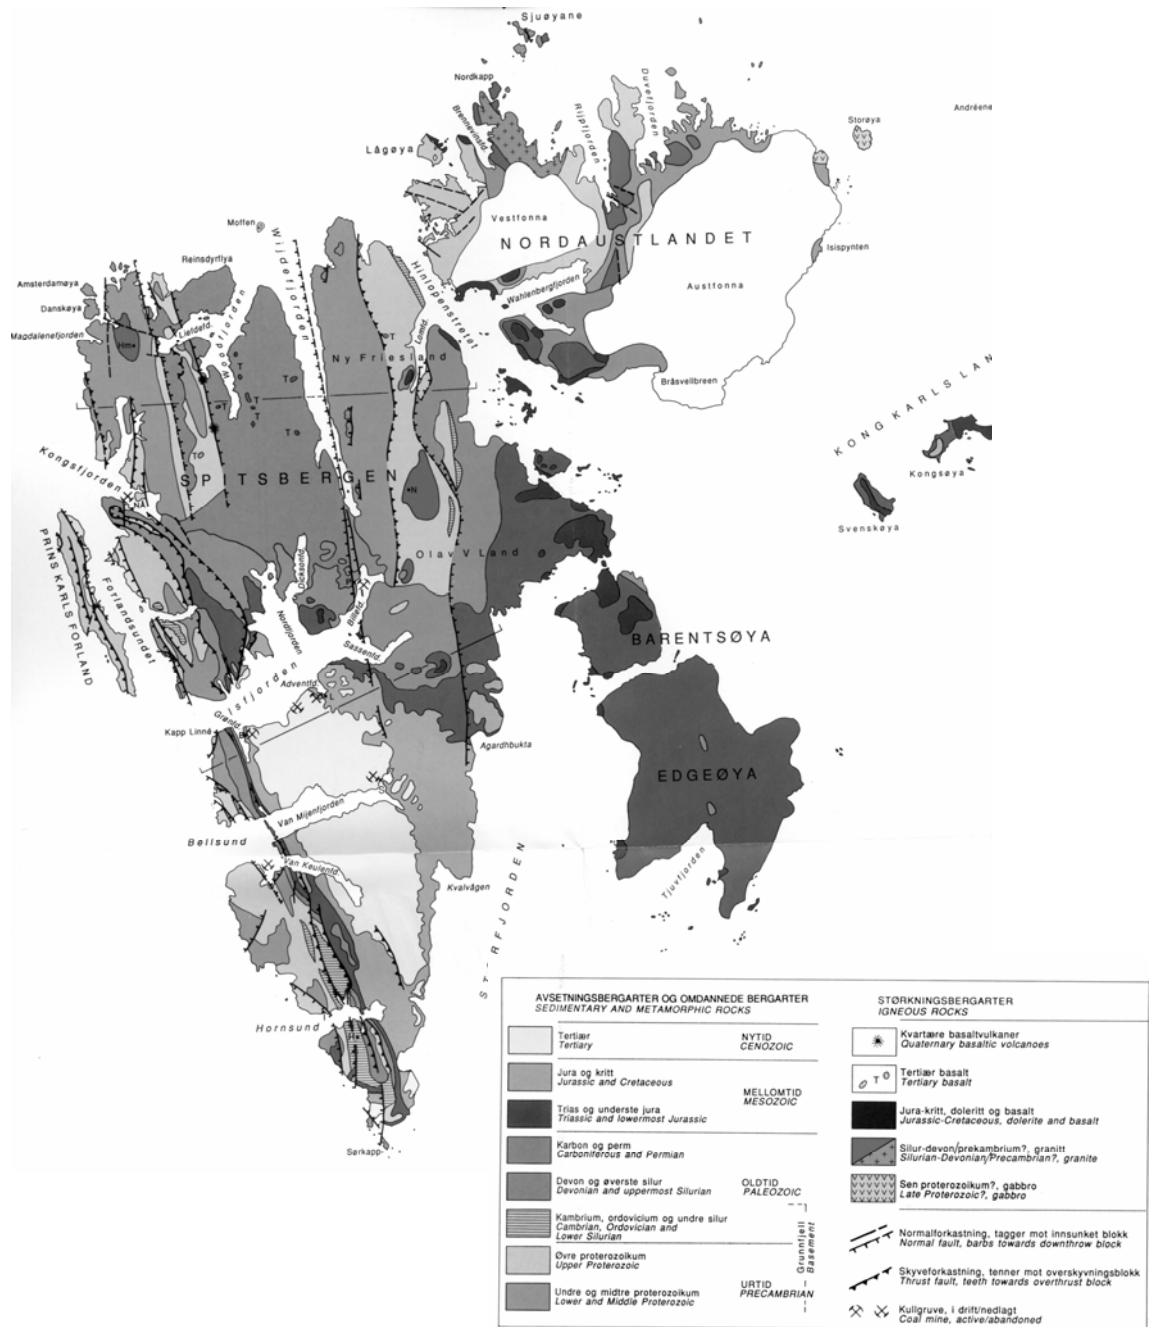 Sjuøyane
Nordkapp
Duvefjorden
Rijpfjorden
Brennevinsfd.
Andréene
Storøya
Lågøya
Vestfonna
NORDAUSTLANDET
Isispynten
Moffen
Wijdefjorden
Hinlopenstretet
Reinsdyrflya
Amsterdamøya
Wahlenbergfjorden
Austfonna
Danskøya
Woodfjorden
Liefdefd.
Lomfd.
Magdalenefjorden
Hm
T
Ny Friesland
T
T
T
T
T
Bråsvellbreen
KONG KARLS LAN
Kongsfjorden
T
SPITSBERGEN
Kongsøya
N
NÅ
Svenskøya
PRINS KARLS FORLAND
Forlandsundet
Dicksonfd.
Olav V Land
P
Billefd.
Nordfjorden
BARENTSØYA
Sassenfd.
Isfjorden
Adventfd.
L
Grønfd.
Kapp Linné
B
Agardhbukta
EDGEØYA
S
Van Mijenfjorden
Bellsund
Van Keulenfd.
Tjuvfjorden
Kvalvågen
STORFJORDEN
Hornsund
H
Sørkapp
AVSETNINGSBERGARTER OG OMDANNEDE BERGARTER
SEDIMENTARY AND METAMORPHIC ROCKS
Tertiær
Tertiary
NYTID
CENOZOIC
Jura og kritt
Jurassic and Cretaceous
MELLOMTID
MESOZOIC
Trias og underste jura
Triassic and lowermost Jurassic
Karbon og perm
Carboniferous and Permian
Devon og øverste silur
Devonian and uppermost Silurian
OLDTID
PALEOZOIC
Kambrium, ordovicium og undre silur
Cambrian, Ordovician and
Lower Silurian
Øvre proterozoikum
Upper Proterozoic
Grunnfjell
Basement
Undre og midtre proterozoikum
Lower and Middle Proterozoic
URTID
PRECAMBRIAN
STØRKNINGSBERGARTER
IGNEOUS ROCKS
Kvartære basaltvulkaner
Quaternary basaltic volcanoes
T
Tertiær basalt
Tertiary basalt
Jura-kritt, doleritt og basalt
Jurassic-Cretaceous, dolerite and basalt
Silur-devon/prekambrium?, granitt
Silurian-Devonian/Precambrian?, granite
Sen proterozoikum?, gabbro
Late Proterozoic?, gabbro
Normalforkastning, tagger mot innsunket blokk
Normal fault, barbs towards downthrow block
Skyveforkastning, tenner mot overskyvningsblokk
Thrust fault, teeth towards overthrust block
Kullgruve, i drift/nedlagt
Coal mine, active/abandoned